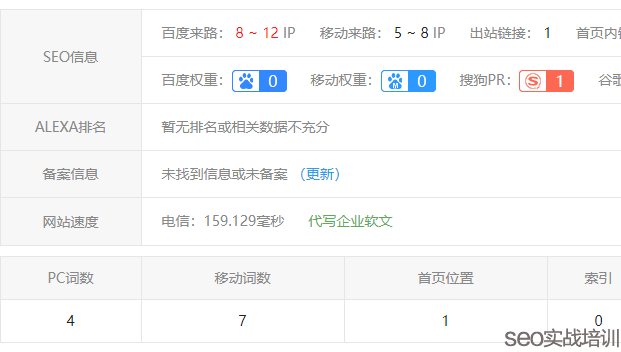 SEO信息
百度来路： 8 ~ 12 IP 移动来路： 5 ~ 8 IP 出站链接： 1 首页内链
百度权重： 0 移动权重： 0 搜狗PR： 1 谷歌
ALEXA排名 暂无排名或相关数据不充分
备案信息 未找到信息或未备案 （更新）
网站速度 电信：159.129毫秒 代写企业软文
PC词数 移动词数 首页位置 索引
4 7 1 0
seo实战培训